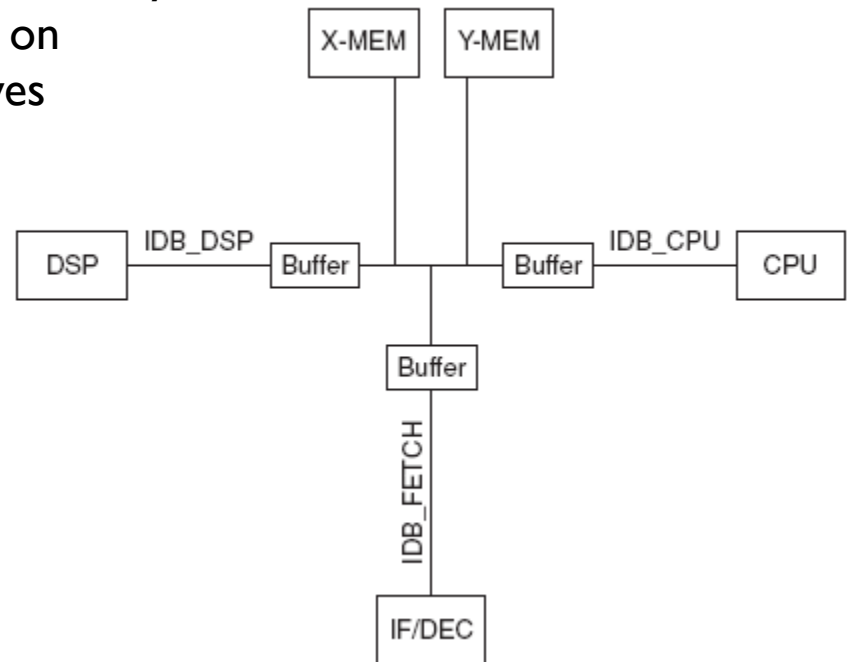 on
X-MEM
Y-MEM
DSP
IDB_DSP
Buffer
Buffer
IDB_CPU
CPU
Buffer
IDB_FETCH
IF/DEC